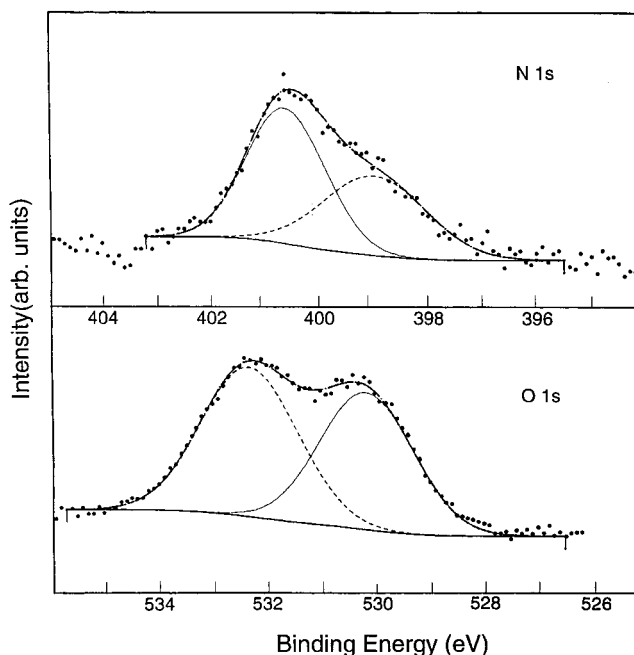 N 1s
404 402 400 398 396
Intensity(arb. units)
O 1s
534 532 530 528 526
Binding Energy (eV)